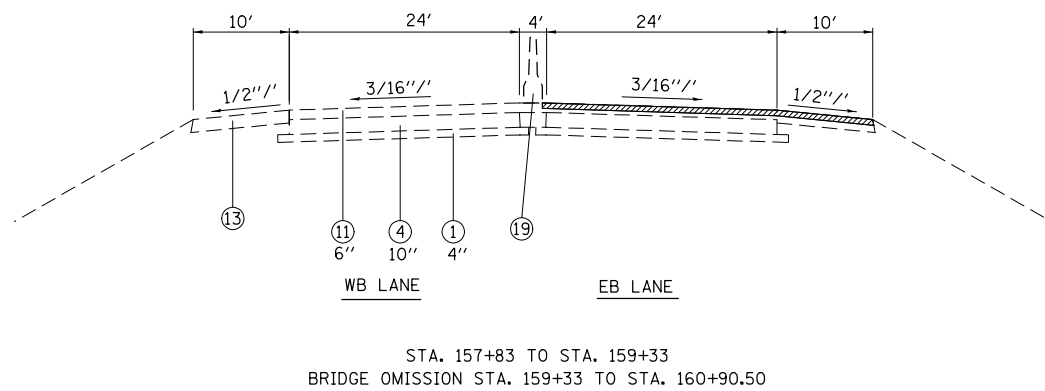 10' 24' 4' 24' 10'
1/2''/' 3/16''/' 3/16''/' 1/2''/'
13 11 4 1 19
6'' 10'' 4''
WB LANE EB LANE
STA. 157+83 TO STA. 159+33
BRIDGE OMISSION STA. 159+33 TO STA. 160+90.50